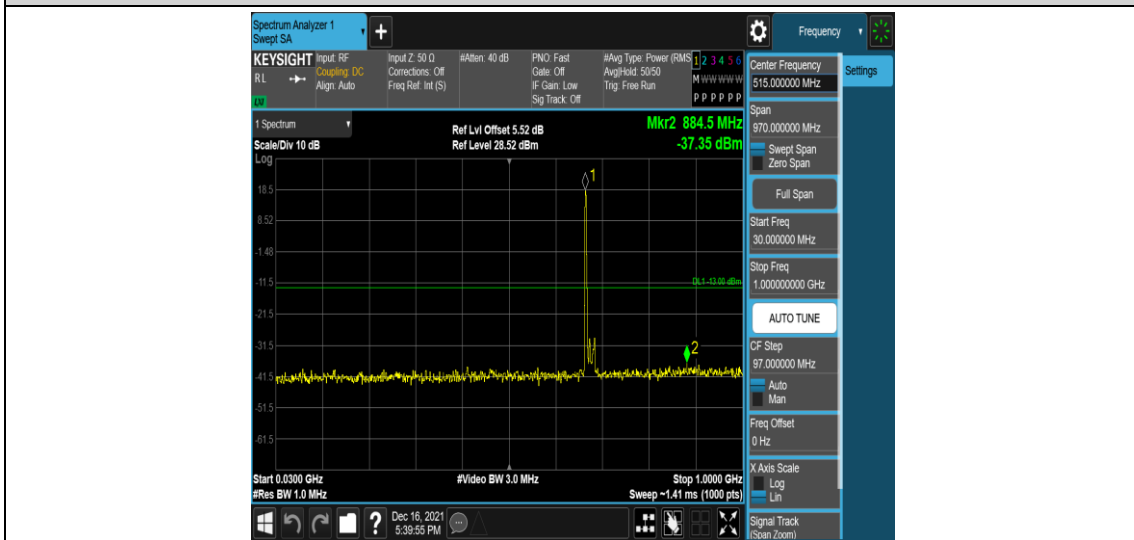 Spectrum Analyzer 1
Swept SA
+
Frequency
KEYSIGHT
RL
LXI
Input: RF
Coupling: DC
Align: Auto
Input Z: 50 Ω
Corrections: Off
Freq Ref: Int (S)
#Atten: 40 dB
PNO: Fast
Gate: Off
IF Gain: Low
Sig Track: Off
#Avg Type: Power (RMS
Avg|Hold: 50/50
Trig: Free Run
1 2 3 4 5 6
M W W W W W
P P P P P P
1 Spectrum
Scale/Div 10 dB
Log
Ref Lvl Offset 5.52 dB
Ref Level 28.52 dBm
Mkr2 884.5 MHz
-37.35 dBm
1
18.5
8.52
-1.48
-11.5
DL1 -13.00 dBm
-21.5
-31.5
2
-41.5
-51.5
-61.5
Start 0.0300 GHz
#Res BW 1.0 MHz
#Video BW 3.0 MHz
Stop 1.0000 GHz
Sweep ~1.41 ms (1000 pts)
?
Dec 16, 2021
5:39:55 PM
Center Frequency
515.000000 MHz
Settings
Span
970.000000 MHz
Swept Span
Zero Span
Full Span
Start Freq
30.000000 MHz
Stop Freq
1.000000000 GHz
AUTO TUNE
CF Step
97.000000 MHz
Auto
Man
Freq Offset
0 Hz
X Axis Scale
Log
Lin
Signal Track
(Span Zoom)